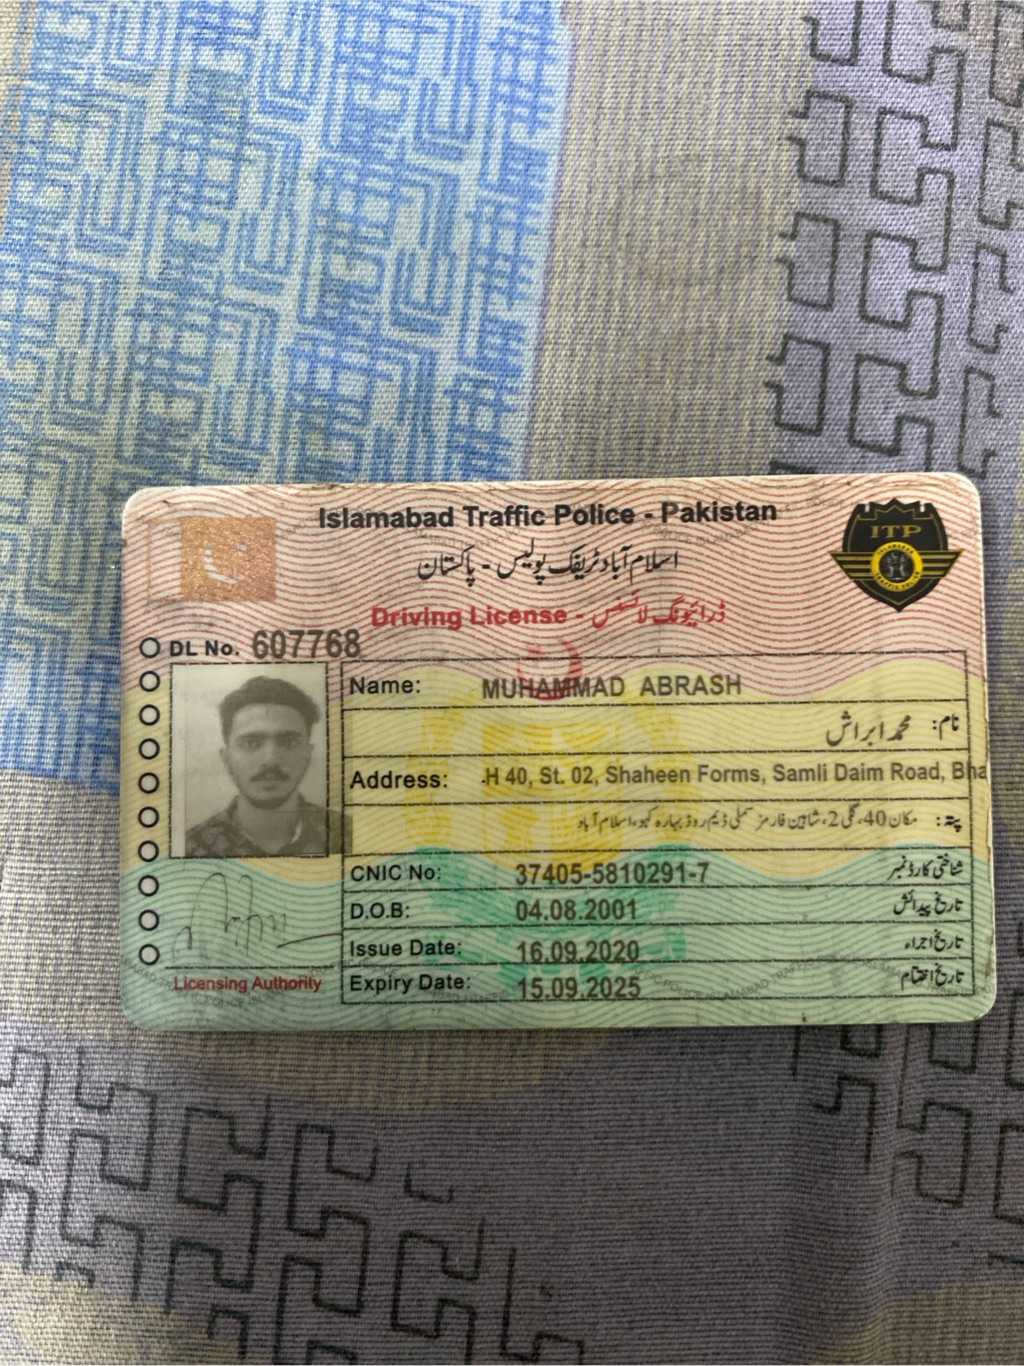 Islamabad Traffic Police - Pakistan
اسلام آباد ٹریفک پولیس - پاکستان
ITP
Driving License - ڈرائیونگ لائسنس
DL No. 607768
Name: MUHAMMAD ABRASH
نام: محمد ابراش
Address: H 40, St. 02, Shaheen Forms, Samli Daim Road, Bha
پتہ: مکان 40، گلی 2، شاہین فارمز سملی ڈیم روڈ بہارہ کہو، اسلام آباد
CNIC No: 37405-5810291-7 شناختی کارڈ نمبر
D.O.B: 04.08.2001 تاریخ پیدائش
Issue Date: 16.09.2020 تاریخ اجراء
Expiry Date: 15.09.2025 تاریخ اختتام
Licensing Authority